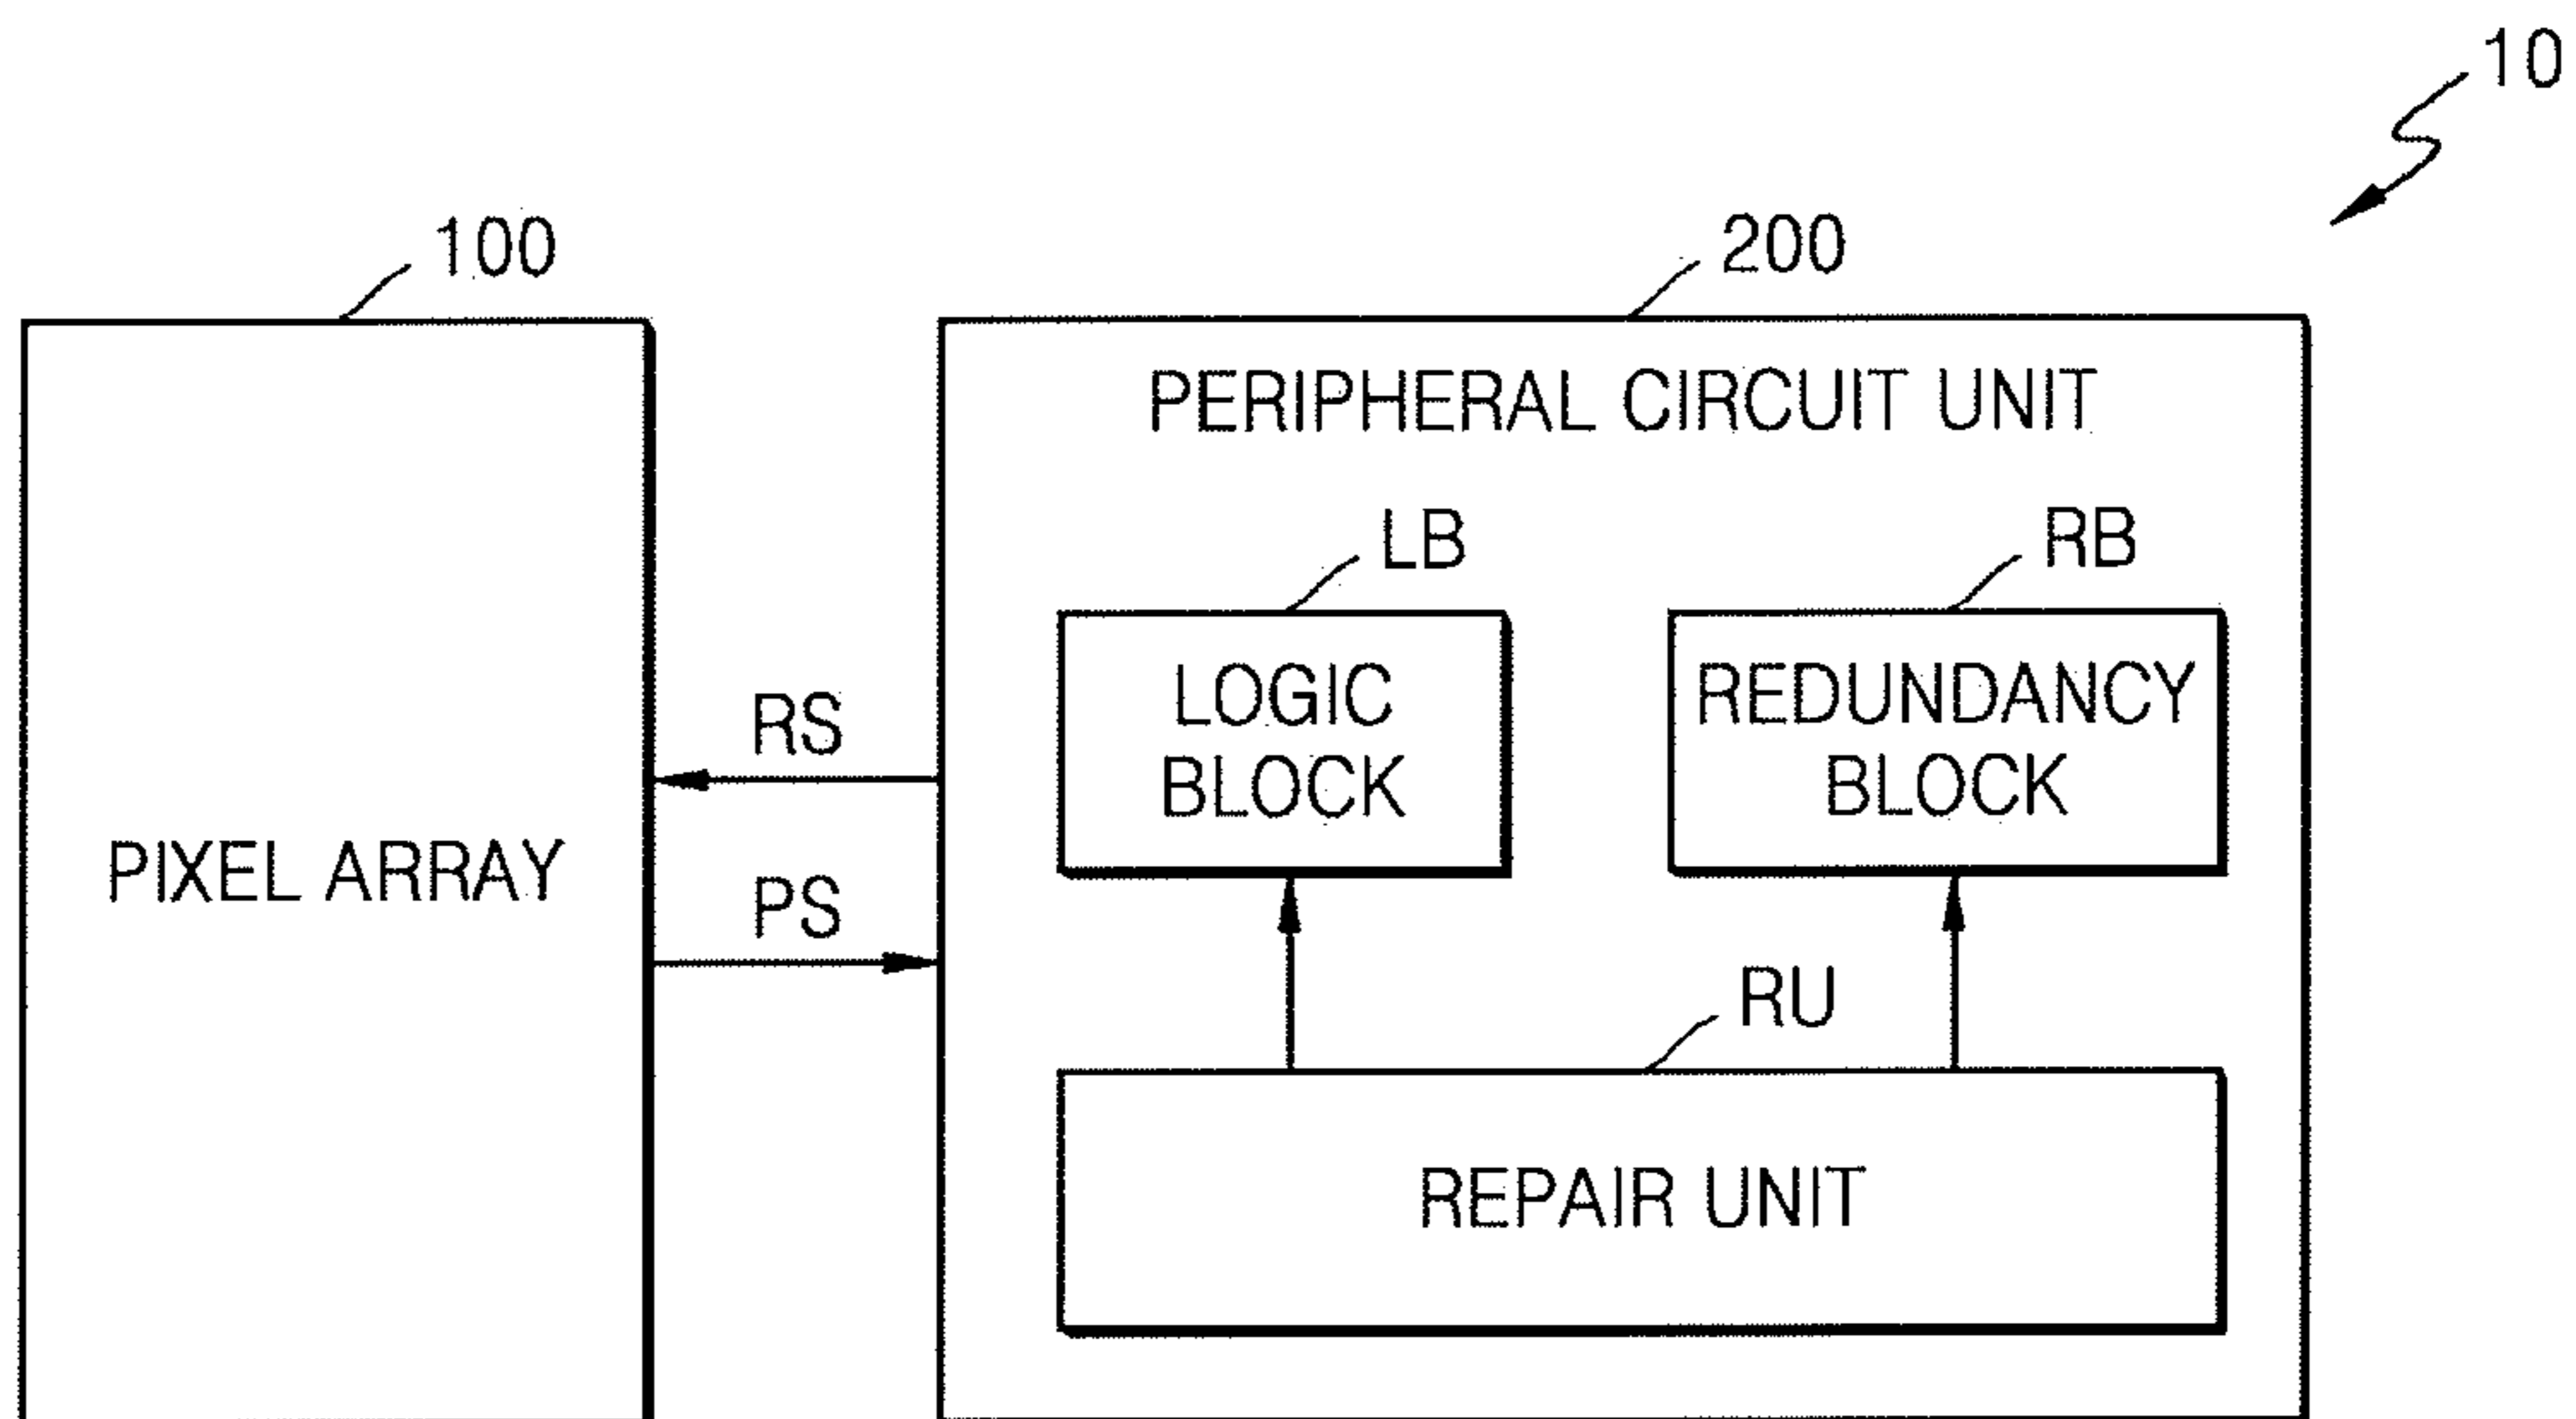 10
100
200
PERIPHERAL CIRCUIT UNIT
LB
RB
LOGIC
BLOCK
REDUNDANCY
BLOCK
RS
PIXEL ARRAY
PS
RU
REPAIR UNIT